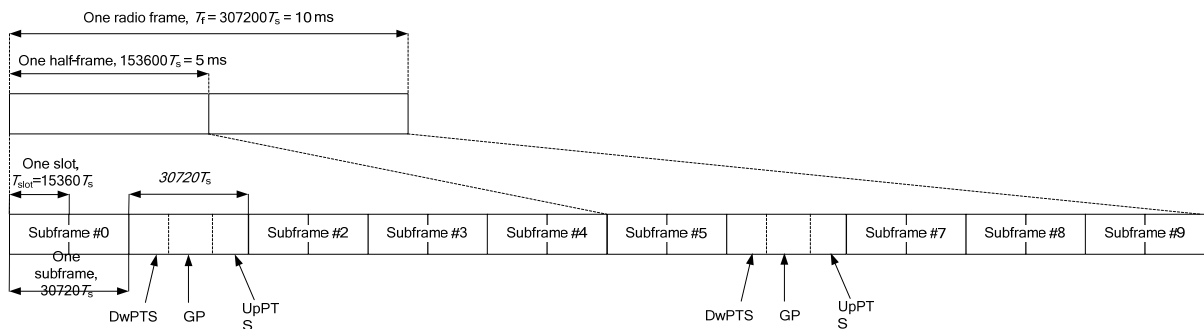 One radio frame, Tf = 307200Ts = 10 ms
One half-frame, 153600Ts = 5 ms
One slot,
Tslot=15360Ts
30720Ts
Subframe #0
Subframe #2
Subframe #3
Subframe #4
Subframe #5
Subframe #7
Subframe #8
Subframe #9
One
subframe,
30720Ts
DwPTS
GP
UpPT
S
DwPTS
GP
UpPT
S